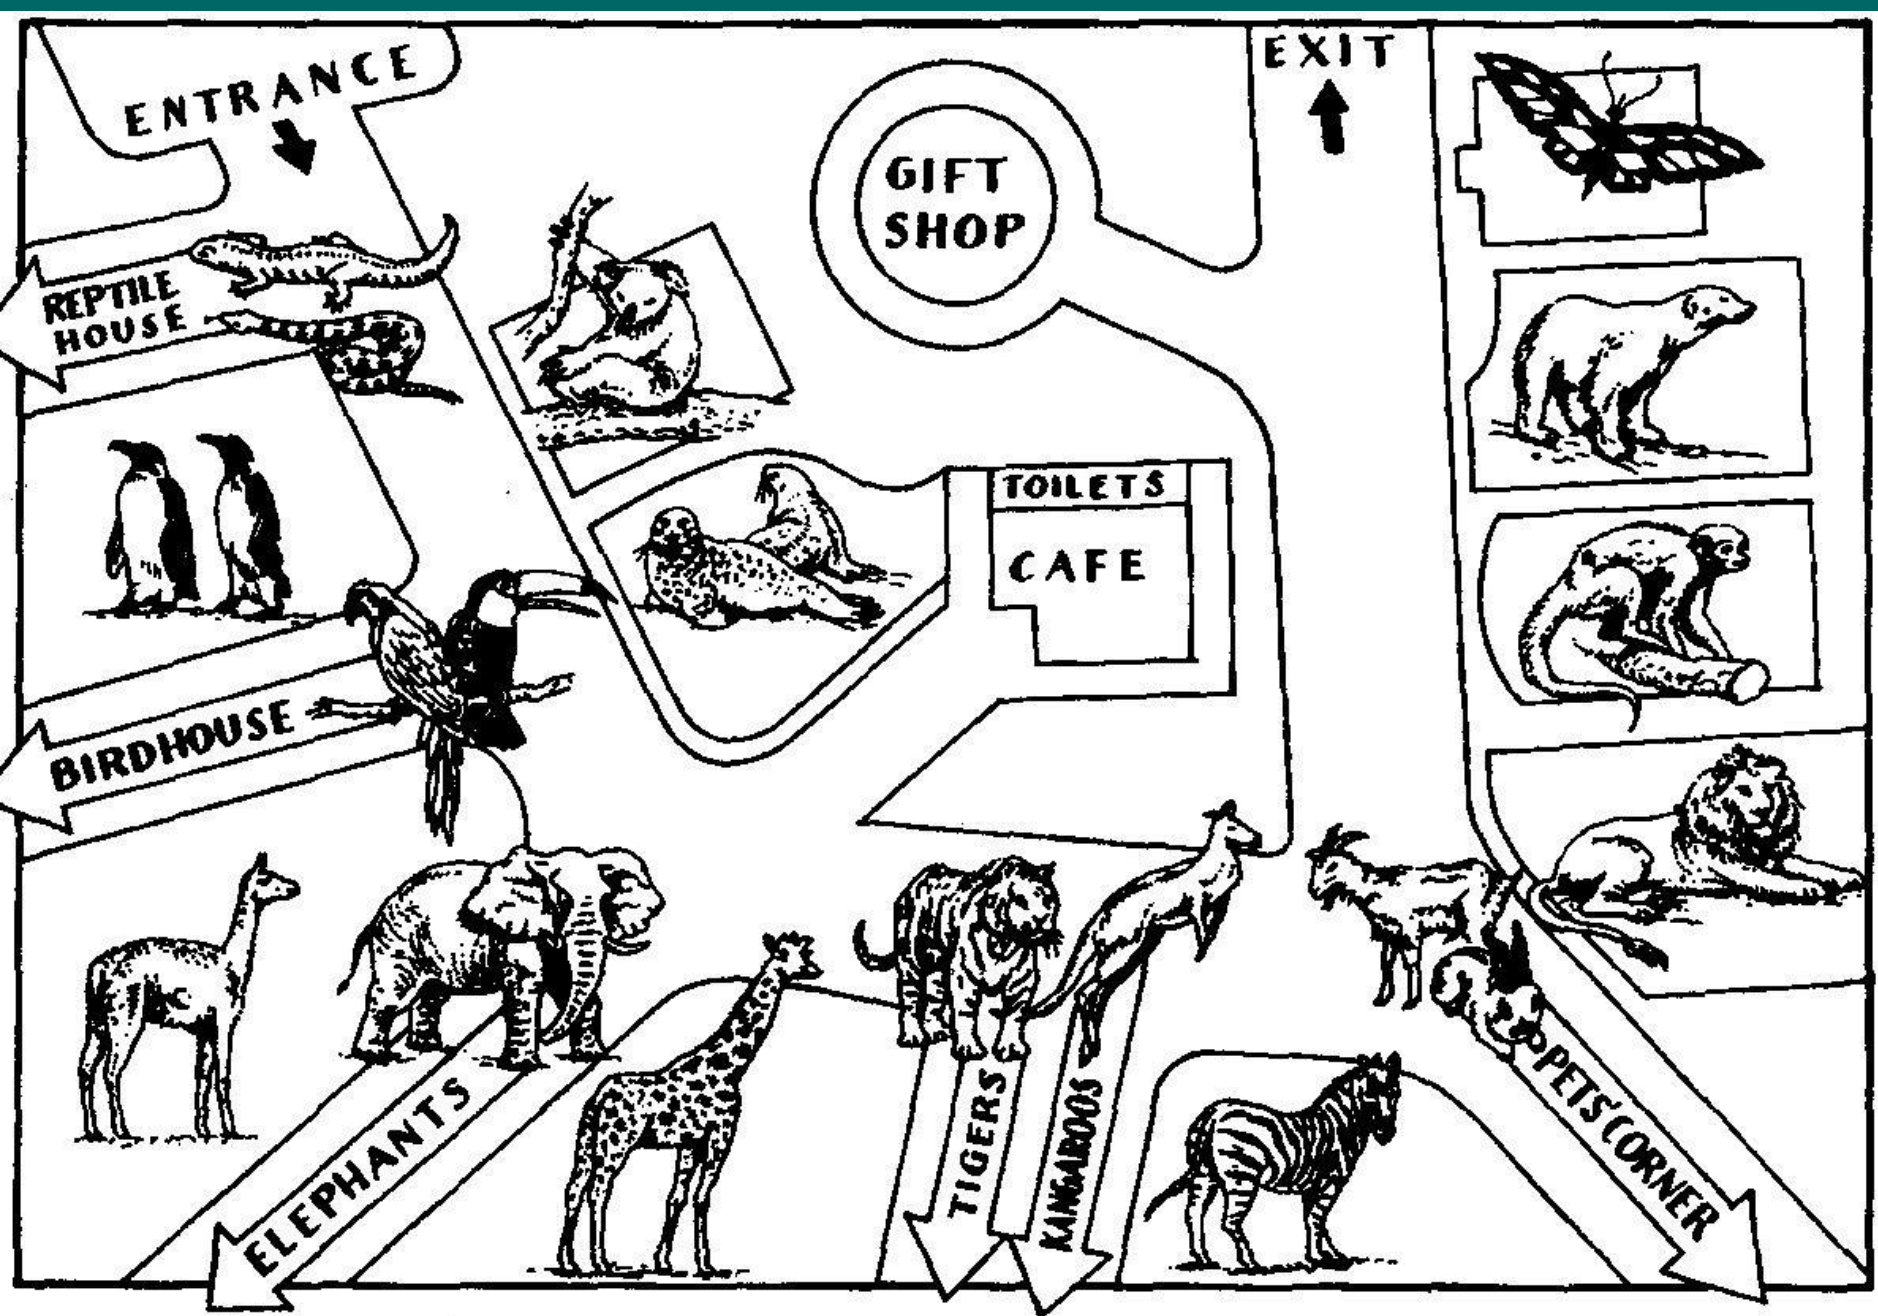 ENTRANCE
EXIT
GIFT
SHOP
REPTILE
HOUSE
TOILETS
CAFE
BIRDHOUSE
ELEPHANTS
TIGERS
KANGAROOS
PETS' CORNER